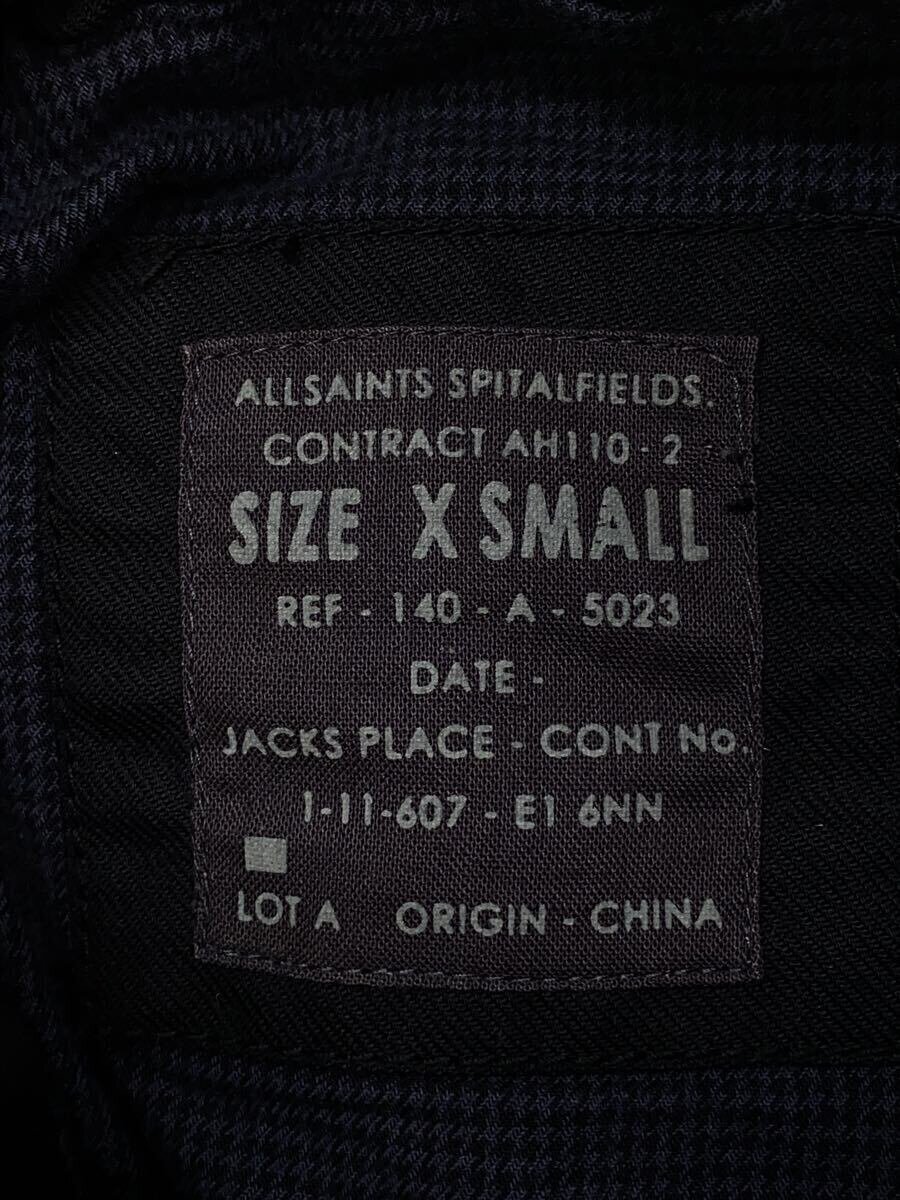 ALLSAINTS SPITALFIELDS.
CONTRACT AH110 - 2
SIZE X SMALL
REF - 140 - A - 5023
DATE -
JACKS PLACE - CONT No.
1-11-607 - E1 6NN
LOT A ORIGIN - CHINA